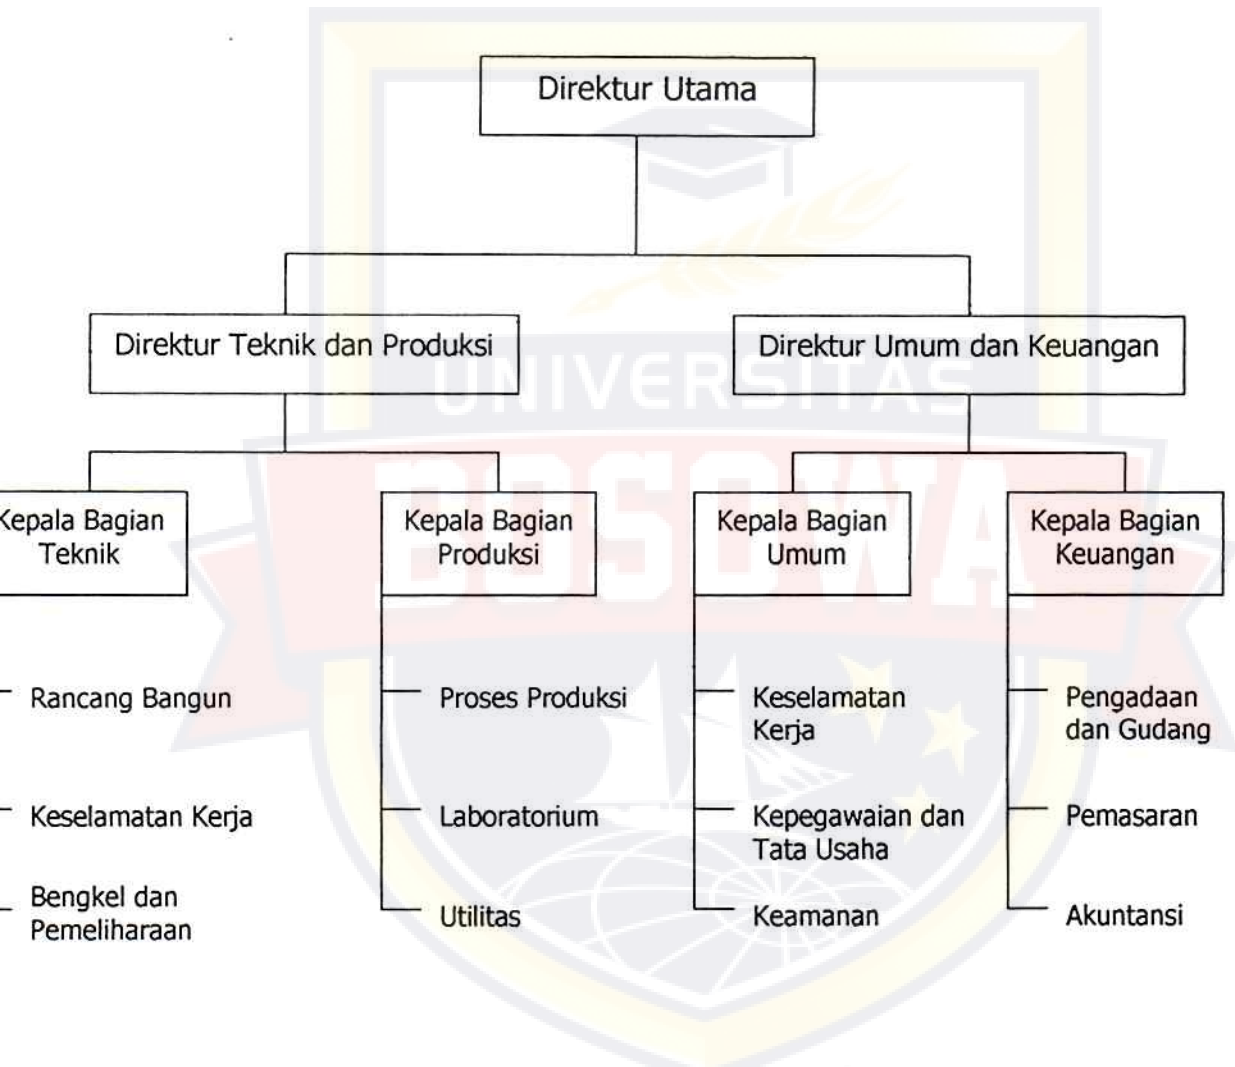 Direktur Utama
Direktur Teknik dan Produksi
Direktur Umum dan Keuangan
Kepala Bagian
Teknik
Kepala Bagian
Produksi
Kepala Bagian
Umum
Kepala Bagian
Keuangan
Rancang Bangun
Keselamatan Kerja
Bengkel dan
Pemeliharaan
Proses Produksi
Laboratorium
Utilitas
Keselamatan
Kerja
Kepegawaian dan
Tata Usaha
Keamanan
Pengadaan
dan Gudang
Pemasaran
Akuntansi
UNIVERSITAS
BOSOWA